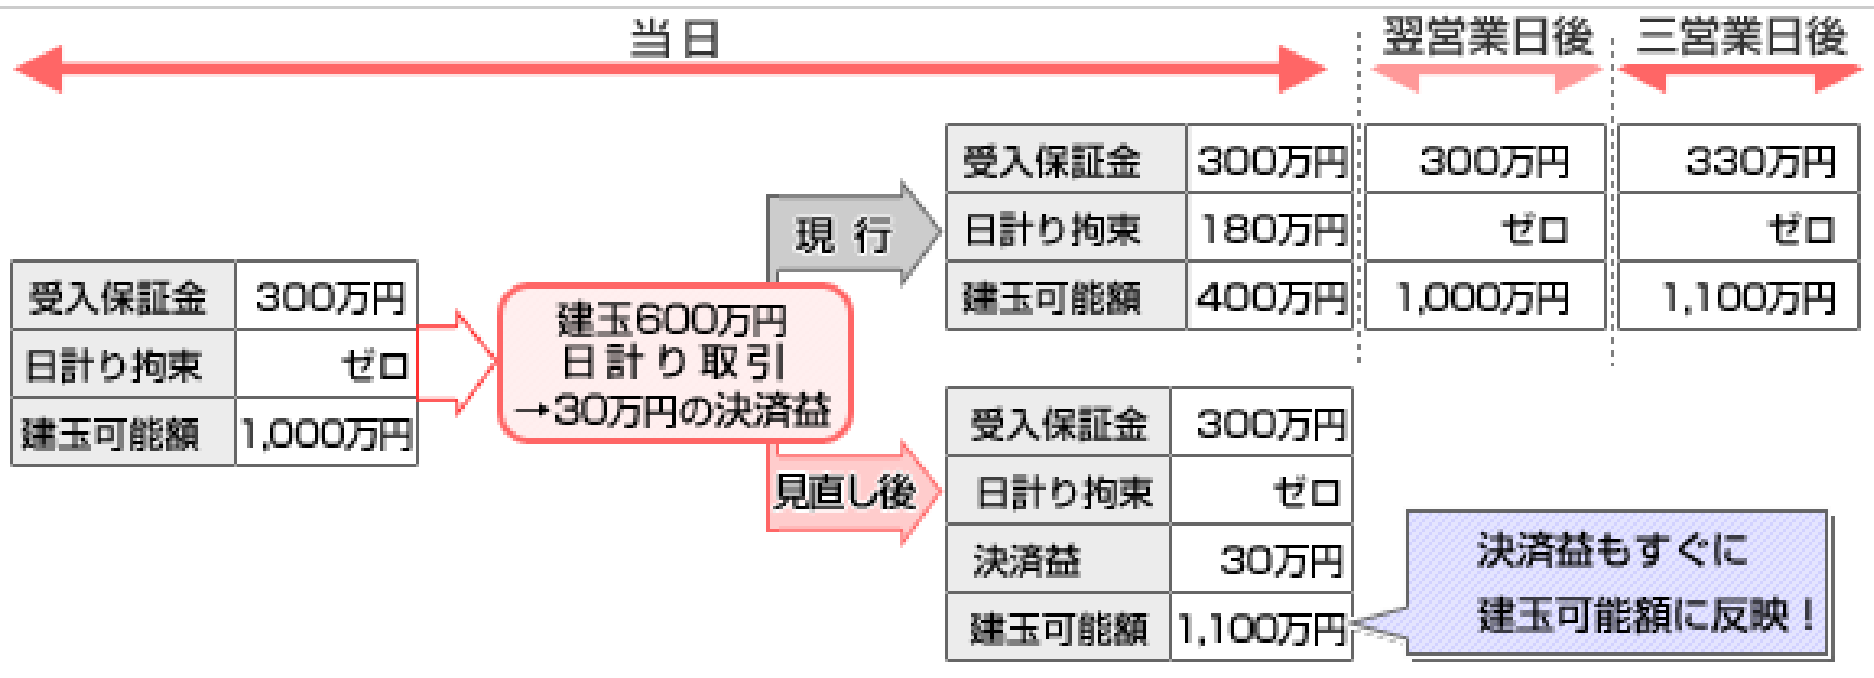 当日 翌営業日後 三営業日後
受入保証金 300万円
日計り拘束 ゼロ
建玉可能額 1,000万円
建玉600万円
日計り取引
→30万円の決済益
現行
受入保証金 300万円 300万円 330万円
日計り拘束 180万円 ゼロ ゼロ
建玉可能額 400万円 1,000万円 1,100万円
見直し後
受入保証金 300万円
日計り拘束 ゼロ
決済益 30万円
建玉可能額 1,100万円
決済益もすぐに
建玉可能額に反映！